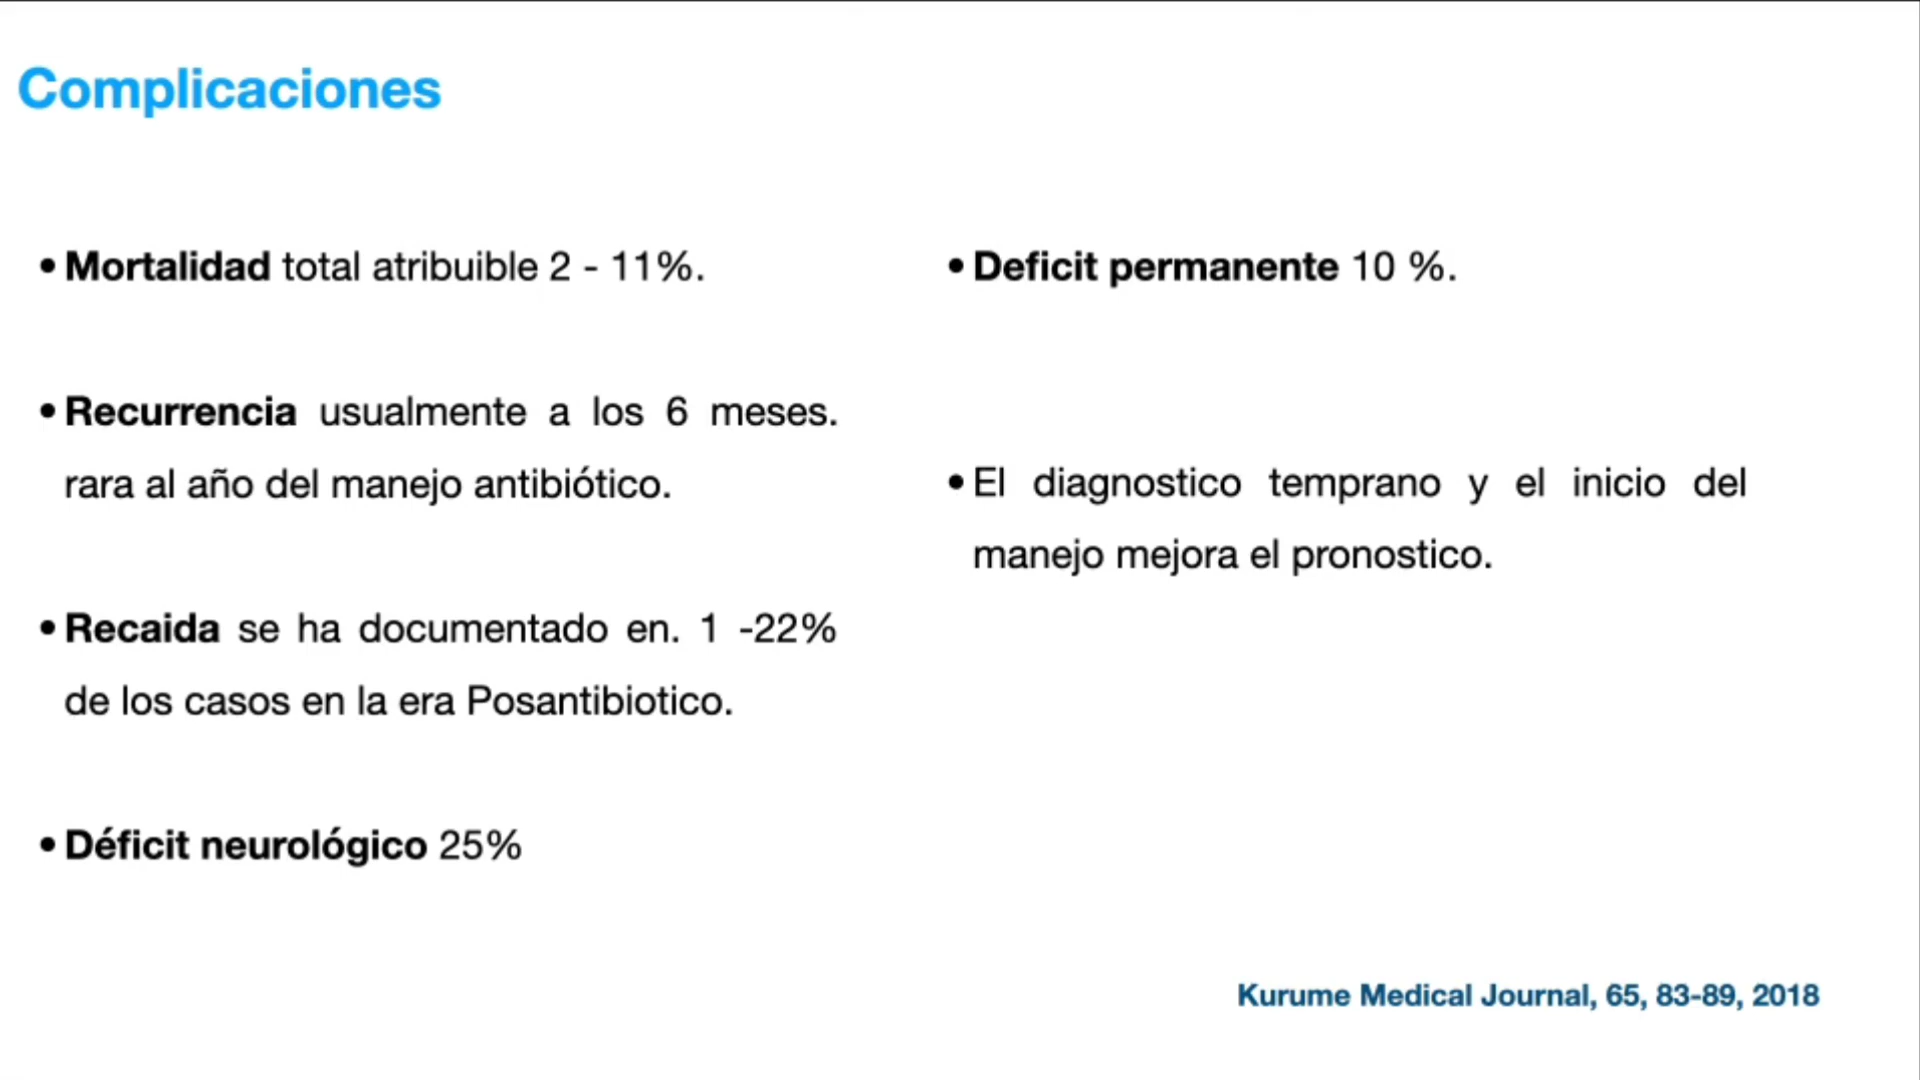 Complicaciones
• Mortalidad total atribuible 2 - 11%.
• Recurrencia usualmente a los 6 meses.
rara al año del manejo antibiótico.
• Recaida se ha documentado en. 1 -22%
de los casos en la era Posantibiotico.
• Déficit neurológico 25%
• Deficit permanente 10 %.
• El diagnostico temprano y el inicio del
manejo mejora el pronostico.
Kurume Medical Journal, 65, 83-89, 2018